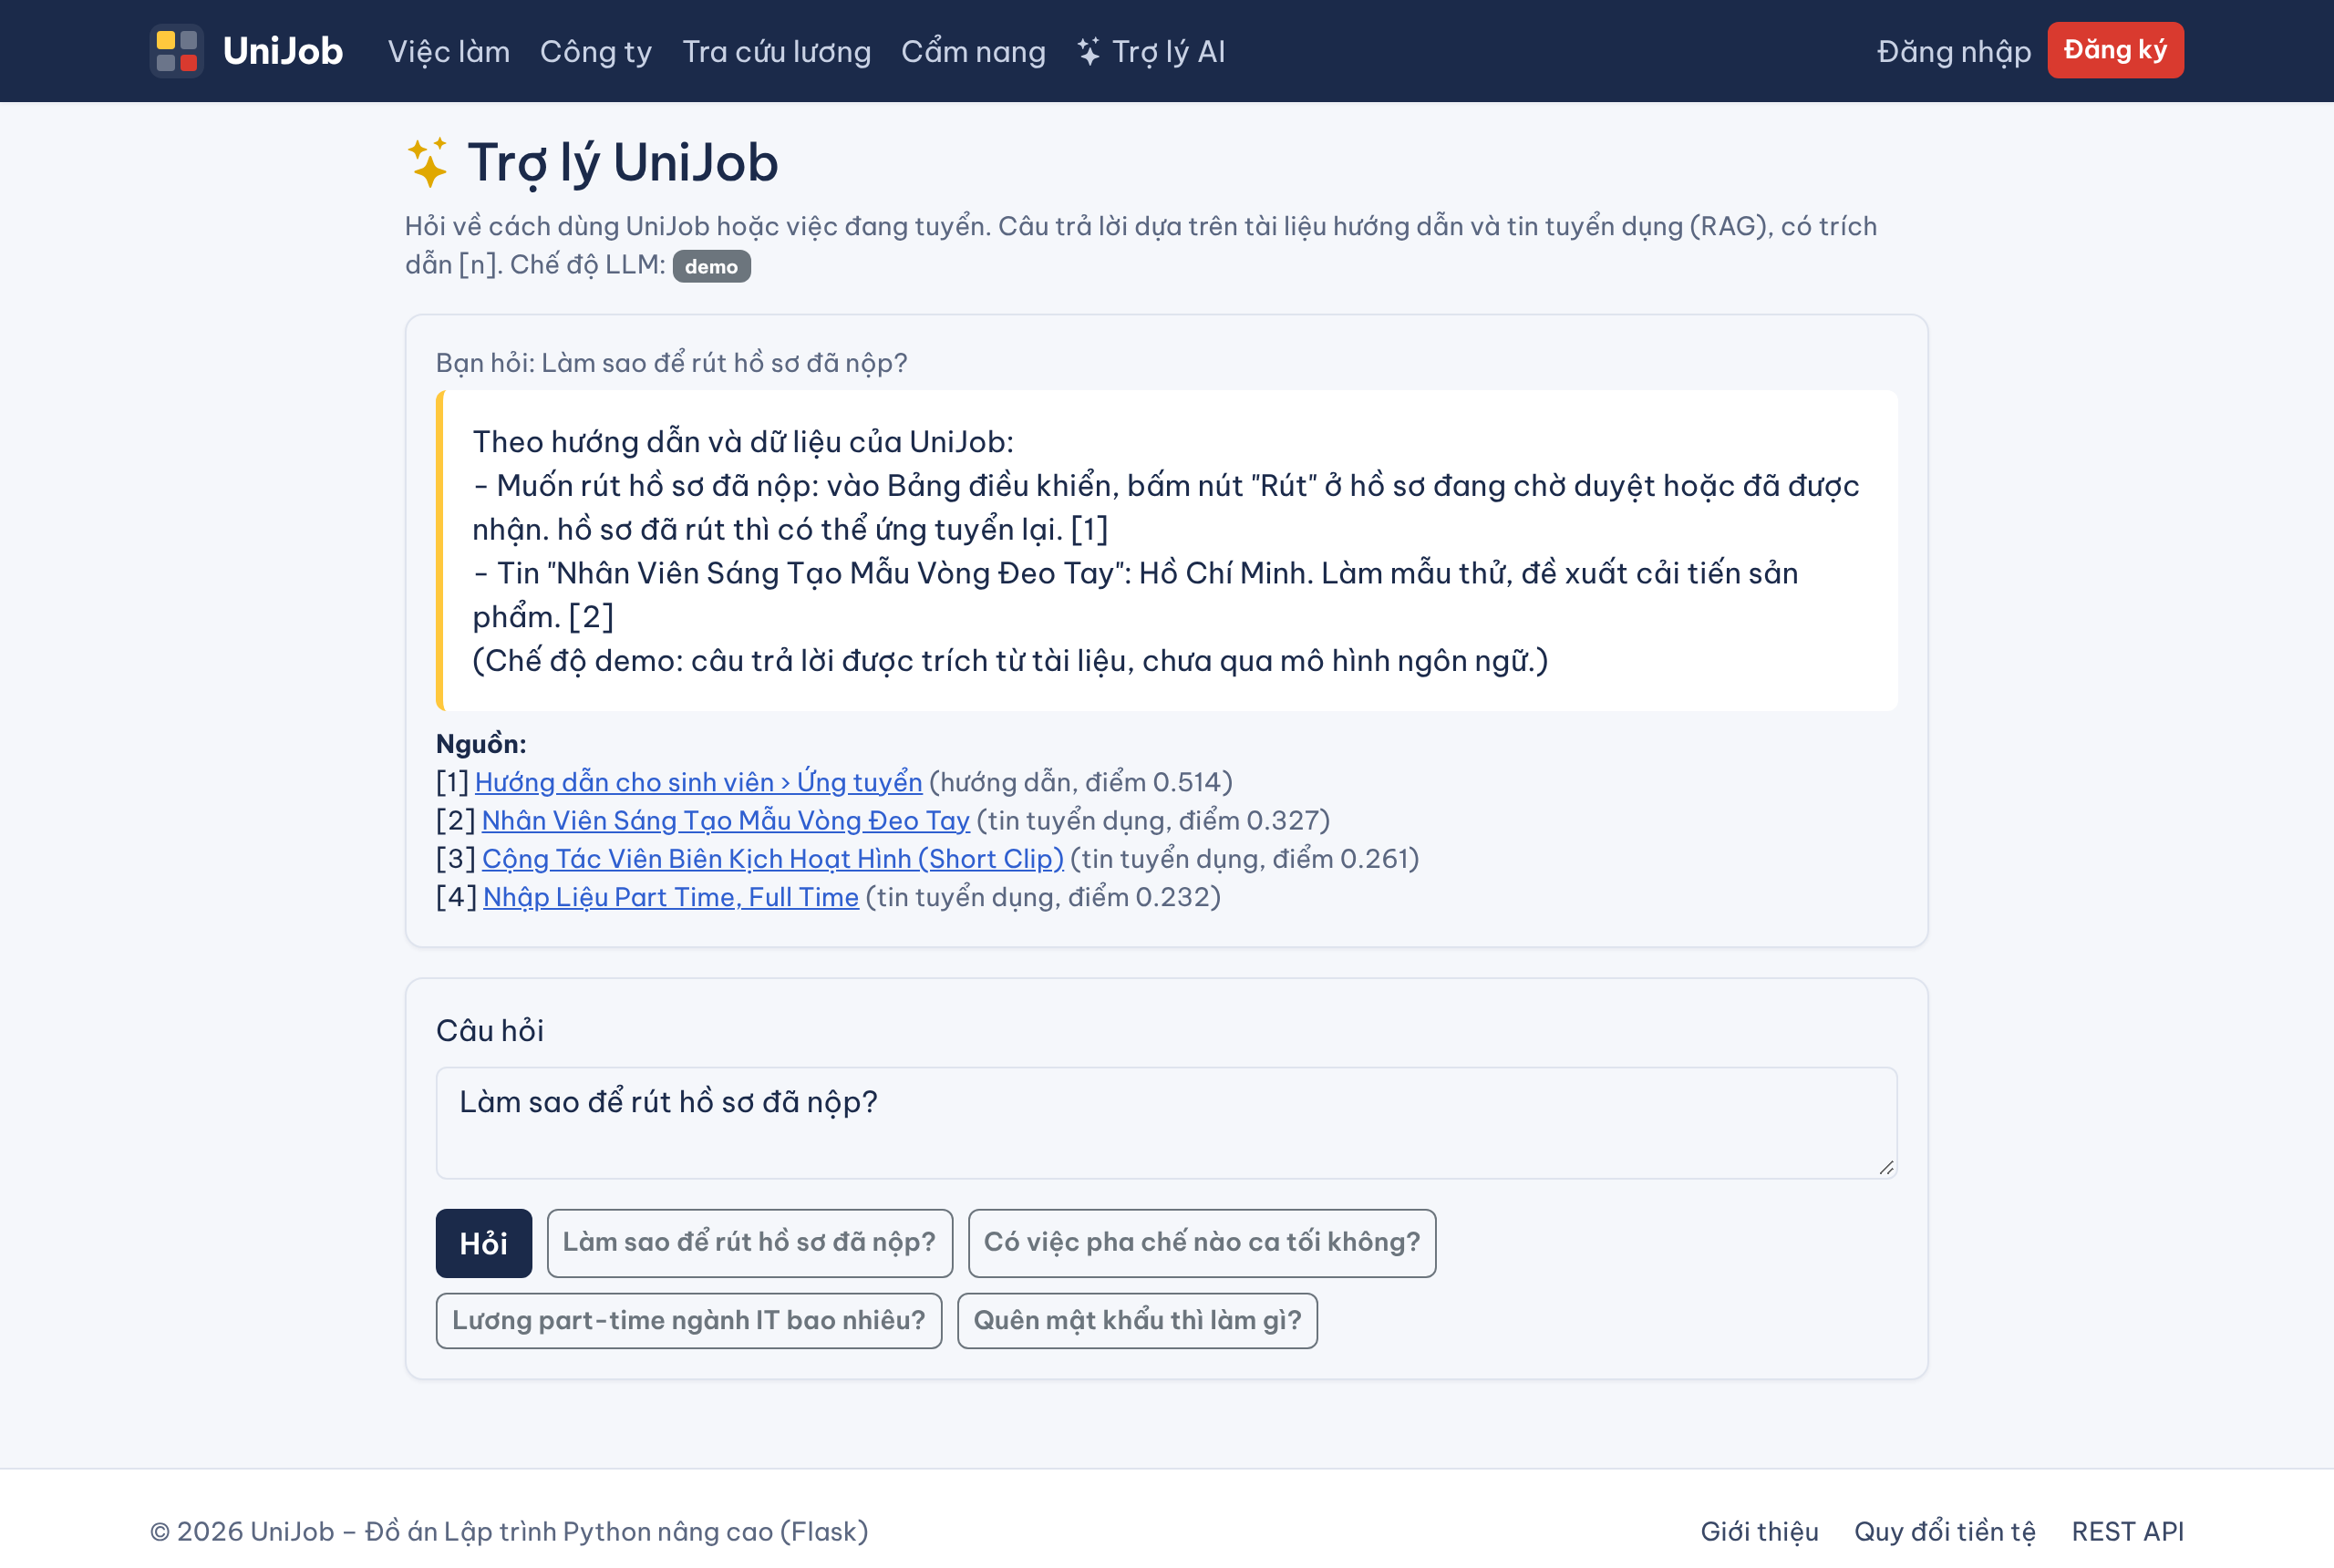 UniJob Việc làm Công ty Tra cứu lương Cẩm nang Trợ lý AI Đăng nhập Đăng ký
Trợ lý UniJob
Hỏi về cách dùng UniJob hoặc việc đang tuyển. Câu trả lời dựa trên tài liệu hướng dẫn và tin tuyển dụng (RAG), có trích
dẫn [n]. Chế độ LLM: demo
Bạn hỏi: Làm sao để rút hồ sơ đã nộp?
Theo hướng dẫn và dữ liệu của UniJob:
- Muốn rút hồ sơ đã nộp: vào Bảng điều khiển, bấm nút "Rút" ở hồ sơ đang chờ duyệt hoặc đã được
nhận. hồ sơ đã rút thì có thể ứng tuyển lại. [1]
- Tin "Nhân Viên Sáng Tạo Mẫu Vòng Đeo Tay": Hồ Chí Minh. Làm mẫu thử, đề xuất cải tiến sản
phẩm. [2]
(Chế độ demo: câu trả lời được trích từ tài liệu, chưa qua mô hình ngôn ngữ.)
Nguồn:
[1] Hướng dẫn cho sinh viên › Ứng tuyển (hướng dẫn, điểm 0.514)
[2] Nhân Viên Sáng Tạo Mẫu Vòng Đeo Tay (tin tuyển dụng, điểm 0.327)
[3] Cộng Tác Viên Biên Kịch Hoạt Hình (Short Clip) (tin tuyển dụng, điểm 0.261)
[4] Nhập Liệu Part Time, Full Time (tin tuyển dụng, điểm 0.232)
Câu hỏi
Làm sao để rút hồ sơ đã nộp?
Hỏi Làm sao để rút hồ sơ đã nộp? Có việc pha chế nào ca tối không?
Lương part-time ngành IT bao nhiêu? Quên mật khẩu thì làm gì?
© 2026 UniJob – Đồ án Lập trình Python nâng cao (Flask) Giới thiệu Quy đổi tiền tệ REST API